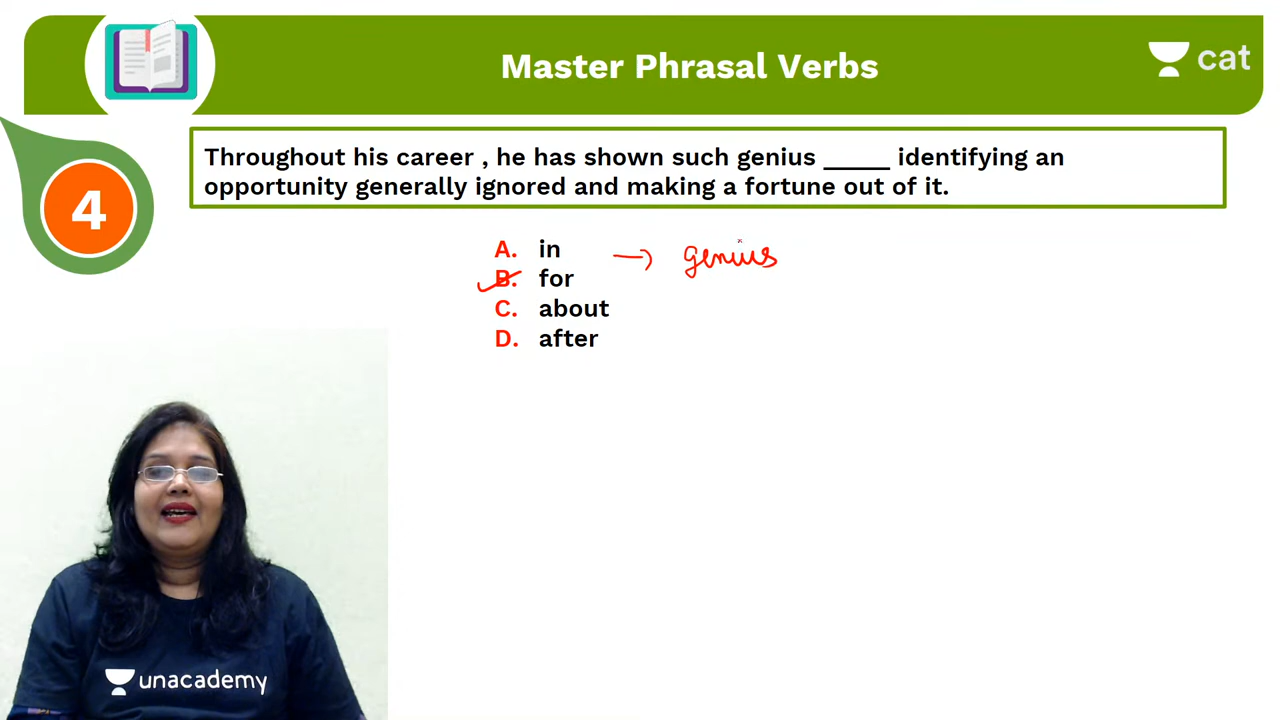 Master Phrasal Verbs
cat
4
Throughout his career , he has shown such genius _____ identifying an
opportunity generally ignored and making a fortune out of it.
A. in
B. for
C. about
D. after
genius
unacademy